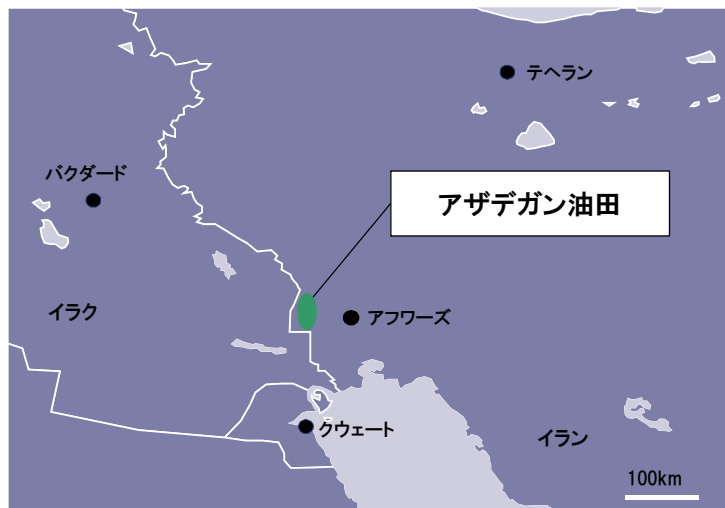 テヘラン
バクダード
アザデガン油田
イラク
アフワーズ
クウェート
イラン
100km